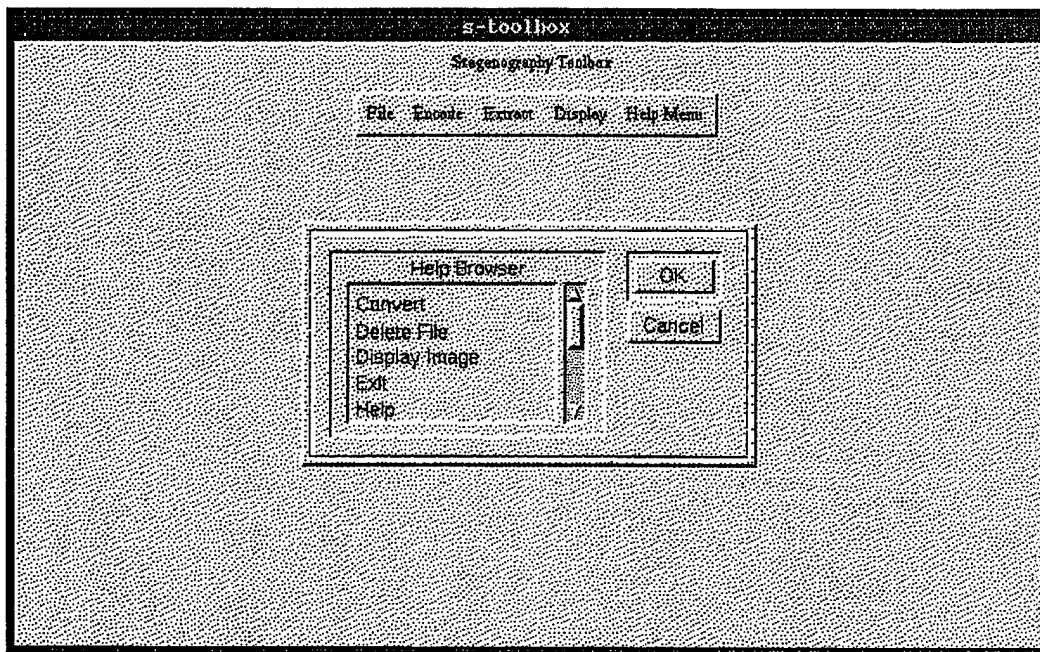 s-toolbox
Steganography Toolbox
File Encode Extract Display Help Menu
Help Browser
Convert
Delete File
Display Image
Exit
Help
OK
Cancel